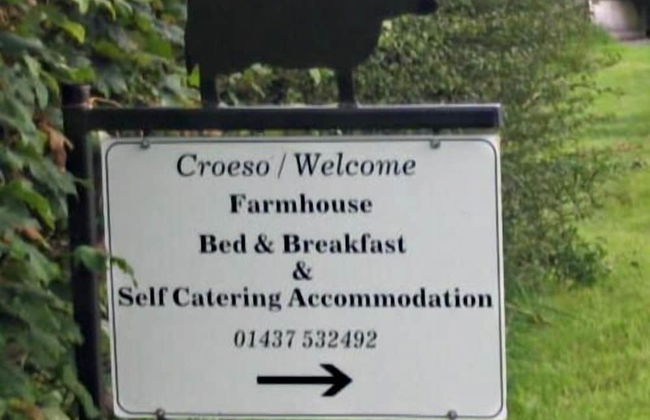 Croeso / Welcome
Farmhouse
Bed & Breakfast
&
Self Catering Accommodation
01437 532492